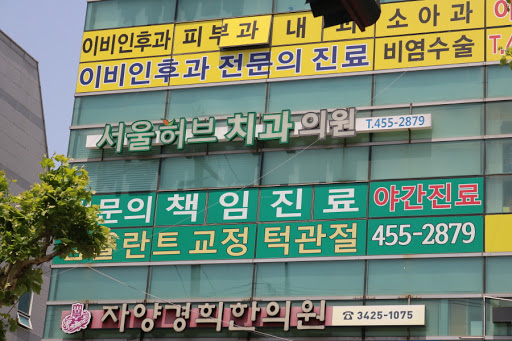 이비인후과 피부과 내과 소아과
이비인후과 전문의 진료 비염수술 T.
서울허브치과의원 T.455-2879
문의 책임진료 야간진료
플란트 교정 턱관절 455-2879
자양경희한의원 ☎3425-1075